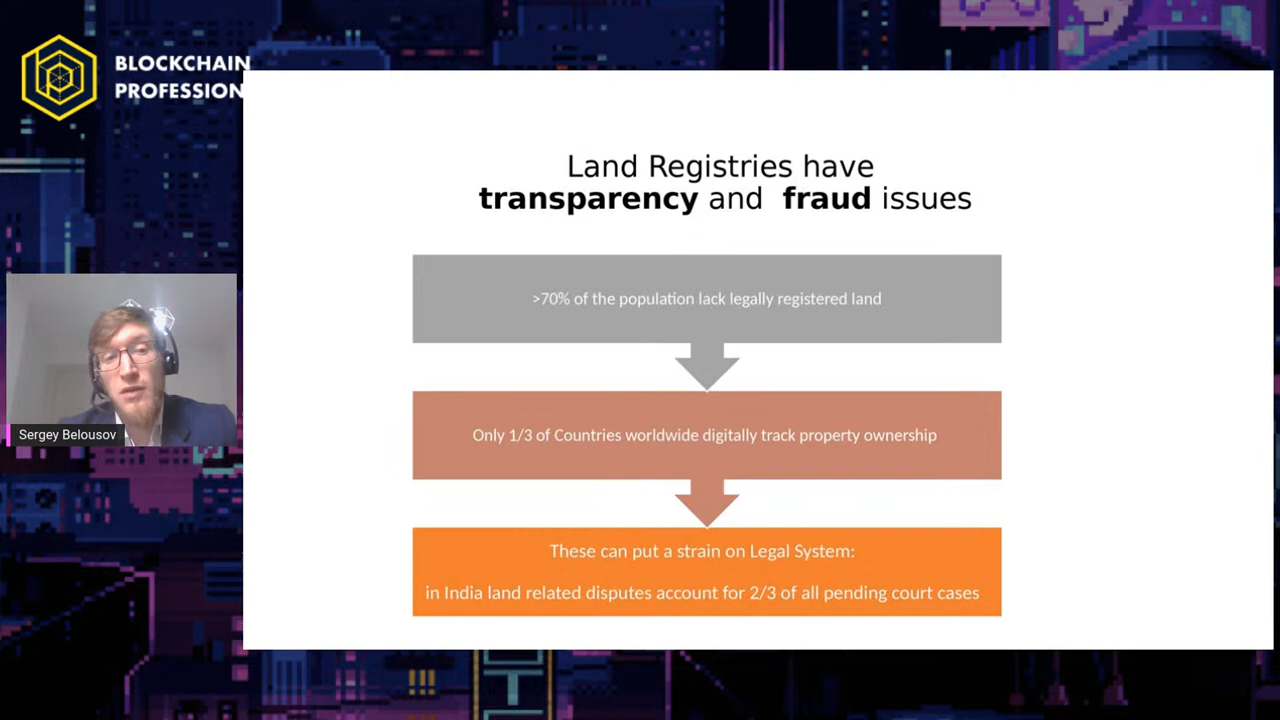 BLOCKCHAIN
PROFESSION
Land Registries have
transparency and fraud issues
>70% of the population lack legally registered land
Only 1/3 of Countries worldwide digitally track property ownership
These can put a strain on Legal System:
in India land related disputes account for 2/3 of all pending court cases
Sergey Belousov